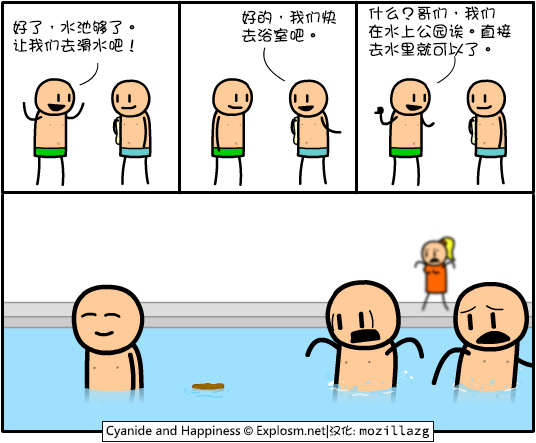 好了，水池够了。
让我们去滑水吧！
好的，我们快
去浴室吧。
什么？哥们，我们
在水上公园诶。直接
去水里就可以了。
Cyanide and Happiness © Explosm.net|汉化: mozillazg